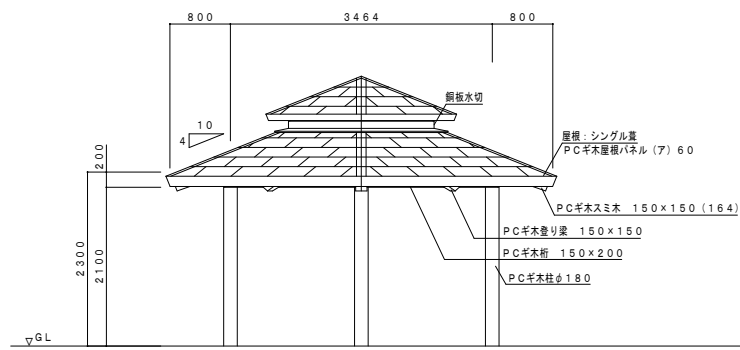 800
3464
800
銅板水切
10
4
屋根：シングル葺
PCギ木屋根パネル（ア）60
200
PCギ木スミ木 150×150（164）
PCギ木登り梁 150×150
PCギ木桁 150×200
2300
2100
PCギ木柱φ180
▽GL